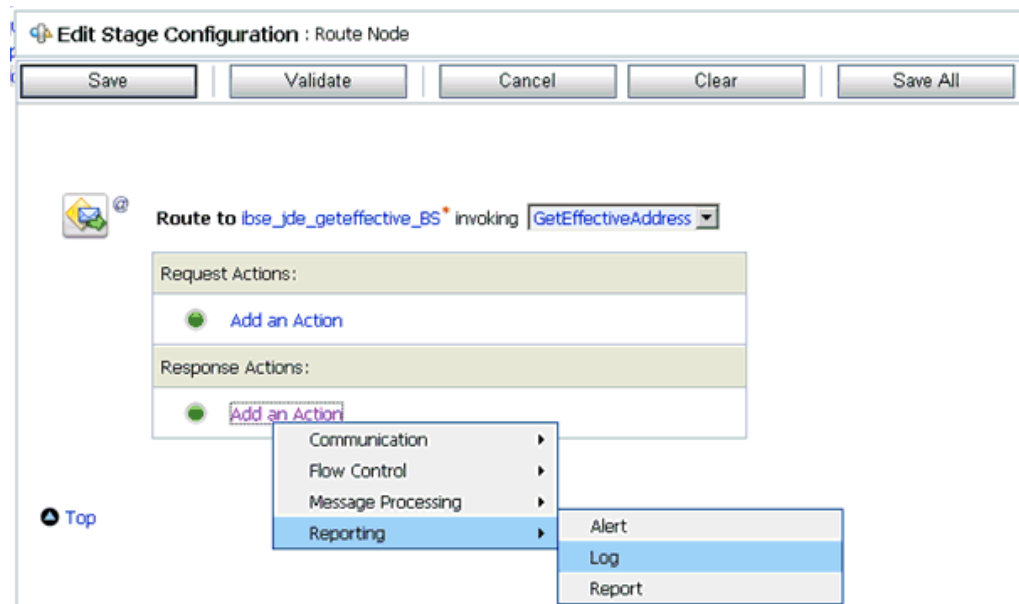 Edit Stage Configuration : Route Node
Save Validate Cancel Clear Save All
@
Route to ibse_jde_geteffective_BS* invoking GetEffectiveAddress
Request Actions:
Add an Action
Response Actions:
Add an Action
Communication
Flow Control
Message Processing
Reporting
Top
Alert
Log
Report